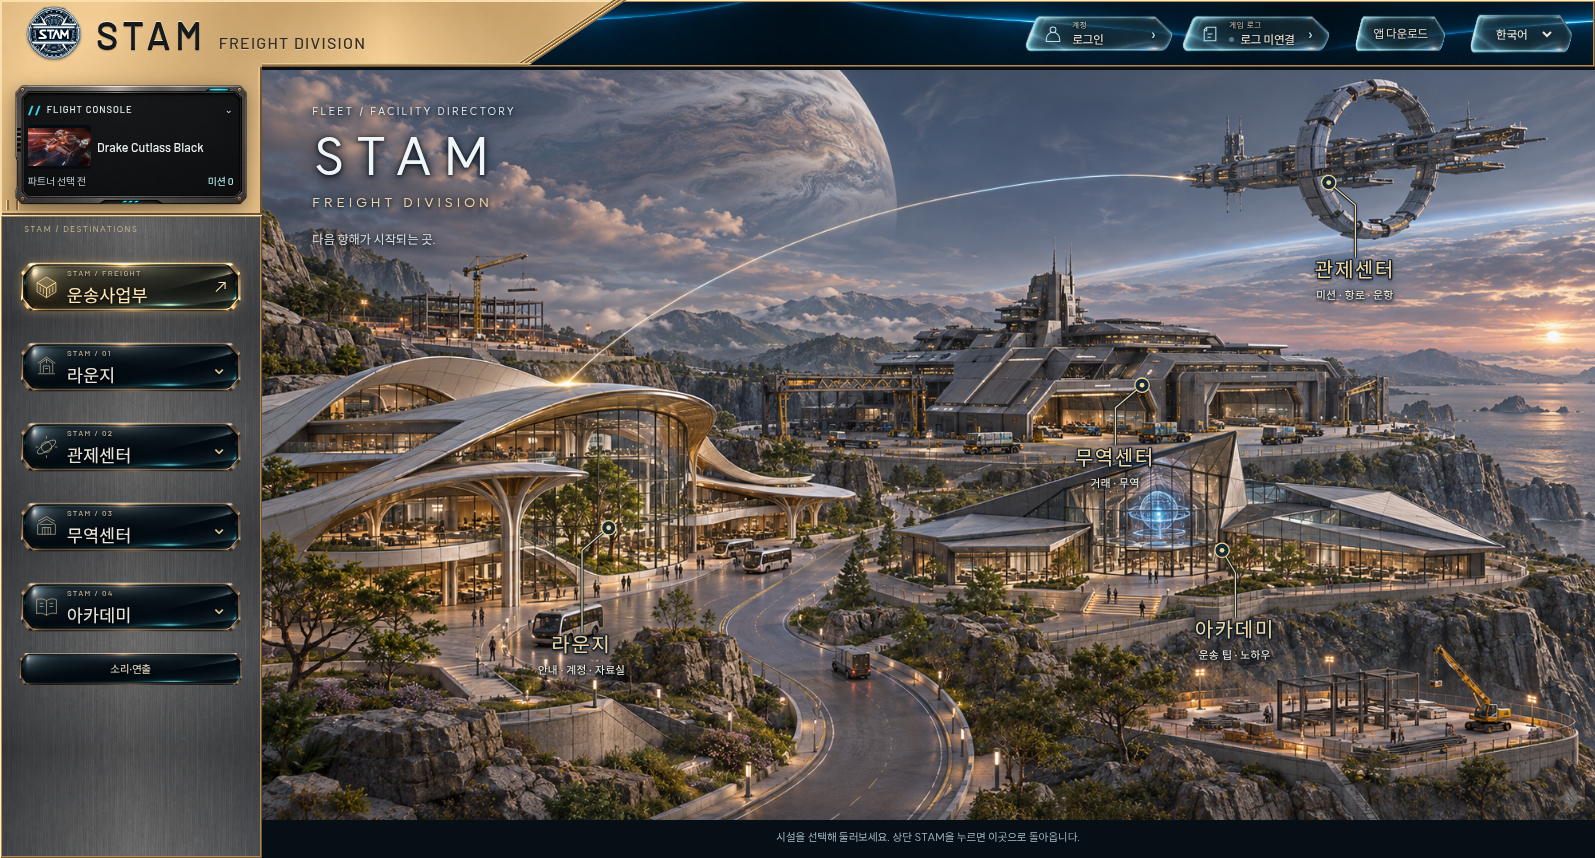 STAM
STAM FREIGHT DIVISION
계정
로그인
게임 로그
로그 미연결
앱 다운로드
한국어
// FLIGHT CONSOLE
Drake Cutlass Black
파트너 선택 전
미션 0
STAM / DESTINATIONS
STAM / FREIGHT
운송사업부
STAM / 01
라운지
STAM / 02
관제센터
STAM / 03
무역센터
STAM / 04
아카데미
소리·연출
FLEET / FACILITY DIRECTORY
STAM
FREIGHT DIVISION
다음 항해가 시작되는 곳.
관제센터
미션 · 항로 · 운항
무역센터
거래 · 무역
라운지
안내 · 계정 · 자료실
아카데미
운송 팁 · 노하우
시설을 선택해 둘러보세요. 상단 STAM을 누르면 이곳으로 돌아옵니다.